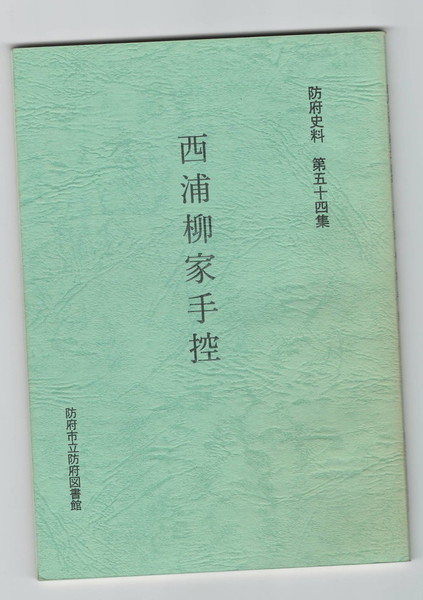 防府史料　第五十四集
西浦柳家手控
防府市立防府図書館